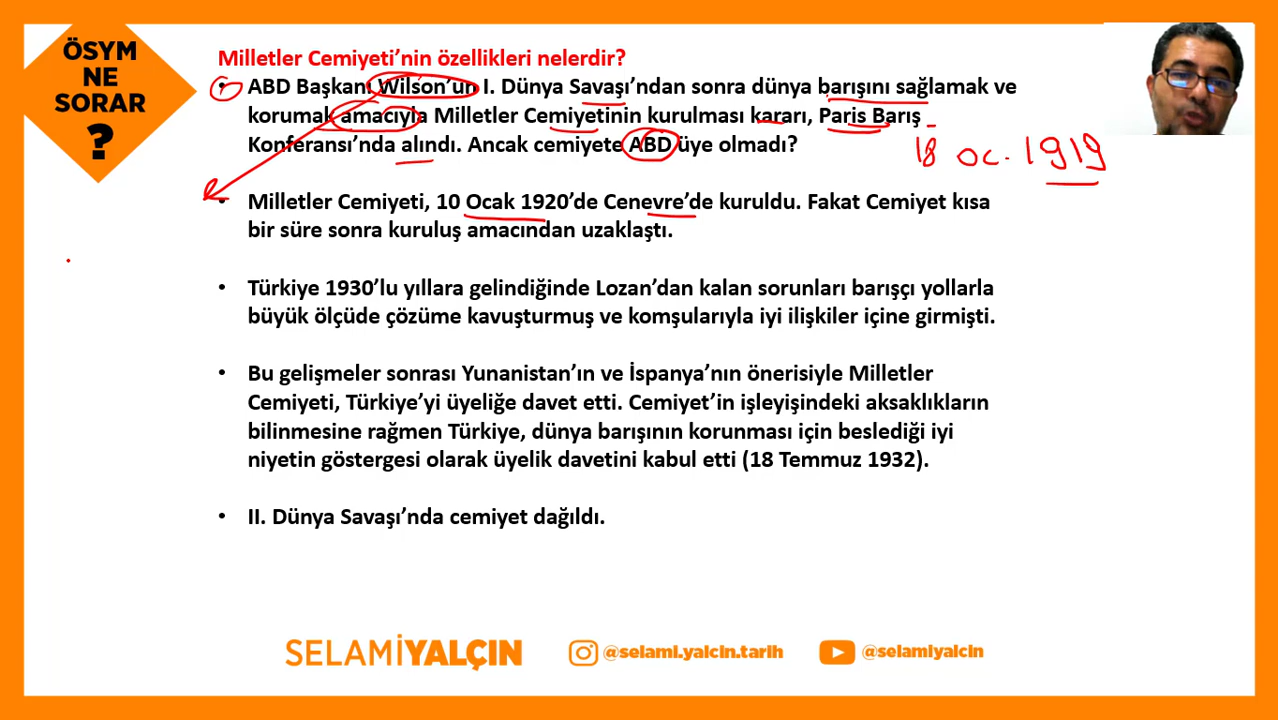 ÖSYM
NE
SORAR
?
Milletler Cemiyeti’nin özellikleri nelerdir?
• ABD Başkanı Wilson’un I. Dünya Savaşı’ndan sonra dünya barışını sağlamak ve
korumak amacıyla Milletler Cemiyetinin kurulması kararı, Paris Barış
Konferansı’nda alındı. Ancak cemiyete ABD üye olmadı?
18 oc. 1919
• Milletler Cemiyeti, 10 Ocak 1920’de Cenevre’de kuruldu. Fakat Cemiyet kısa
bir süre sonra kuruluş amacından uzaklaştı.
• Türkiye 1930’lu yıllara gelindiğinde Lozan’dan kalan sorunları barışçı yollarla
büyük ölçüde çözüme kavuşturmuş ve komşularıyla iyi ilişkiler içine girmişti.
• Bu gelişmeler sonrası Yunanistan’ın ve İspanya’nın önerisiyle Milletler
Cemiyeti, Türkiye’yi üyeliğe davet etti. Cemiyet’in işleyişindeki aksaklıkların
bilinmesine rağmen Türkiye, dünya barışının korunması için beslediği iyi
niyetin göstergesi olarak üyelik davetini kabul etti (18 Temmuz 1932).
• II. Dünya Savaşı’nda cemiyet dağıldı.
SELAMİYALÇIN @selami.yalcin.tarih @selamiyalcin